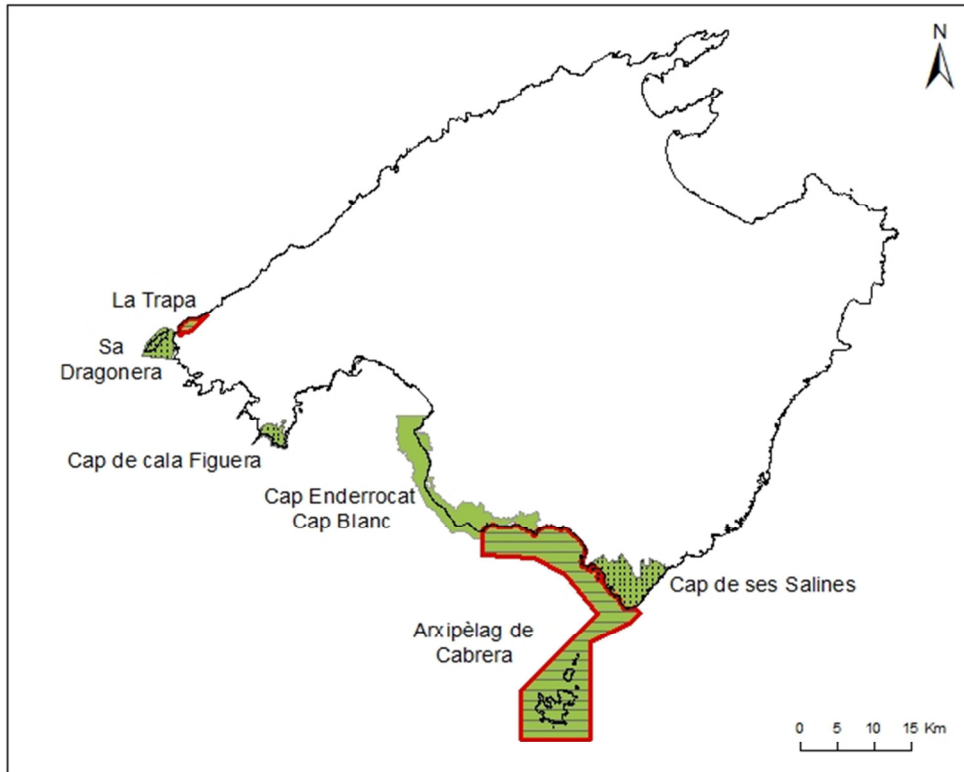 N
La Trapa
Sa
Dragonera
Cap de cala Figuera
Cap Enderrocat
Cap Blanc
Cap de ses Salines
Arxipèlag de
Cabrera
0 5 10 15 Km